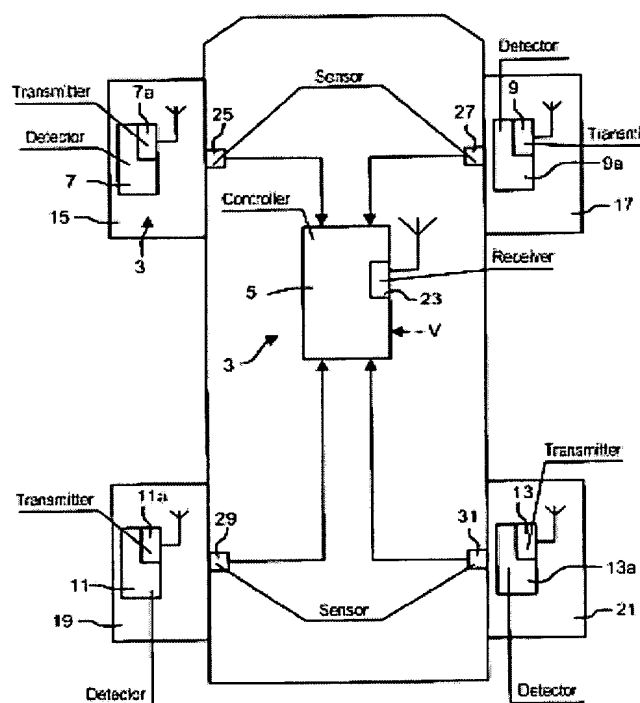 Detector
Sensor
7a
9
Transmitter
25
27
Transmit
Detector
7
9a
Controller
15
17
3
Receiver
5
23
V
3
Transmitter
11a
13
Transmitter
29
31
11
13a
19
Sensor
21
Detector
Detector